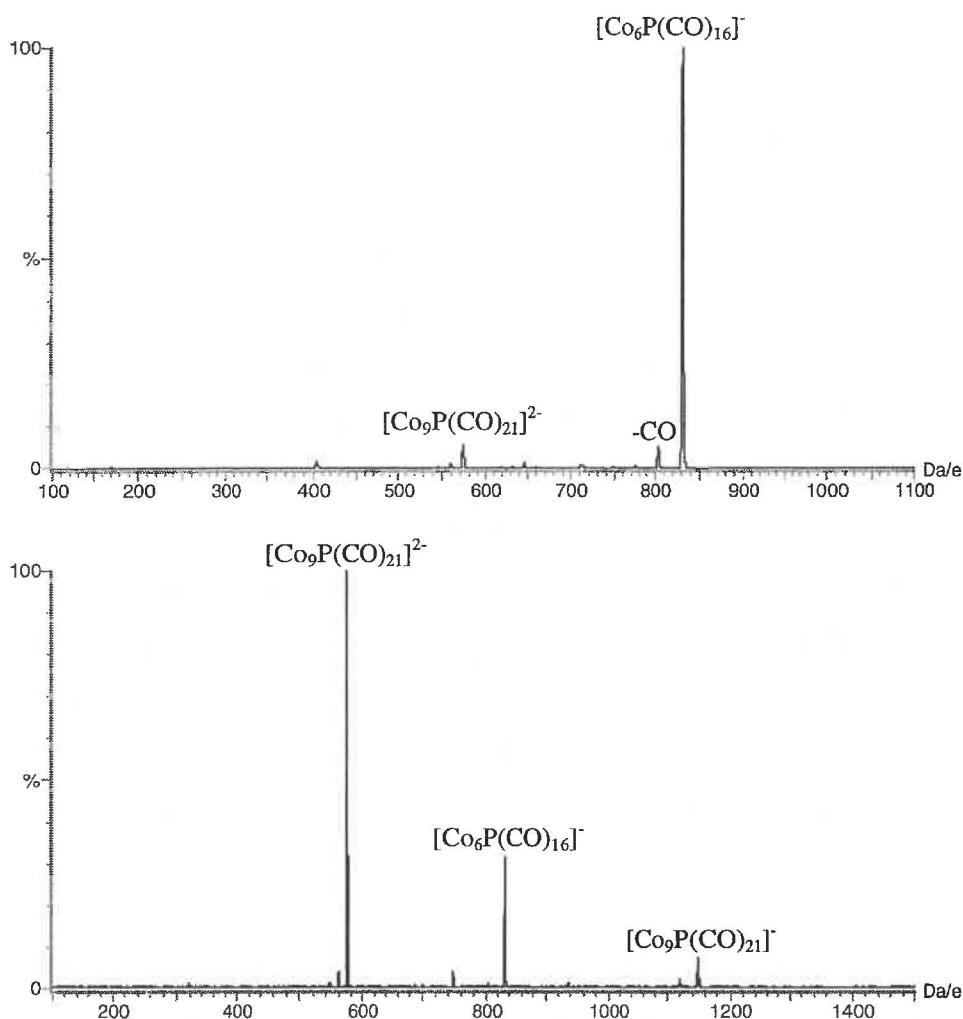 [Co₆P(CO)₁₆]⁻
100
%
[Co₉P(CO)₂₁]²⁻
-CO
0
100 200 300 400 500 600 700 800 900 1000 1100 Da/e
[Co₉P(CO)₂₁]²⁻
100
%
[Co₆P(CO)₁₆]⁻
[Co₉P(CO)₂₁]⁻
0
200 400 600 800 1000 1200 1400 Da/e